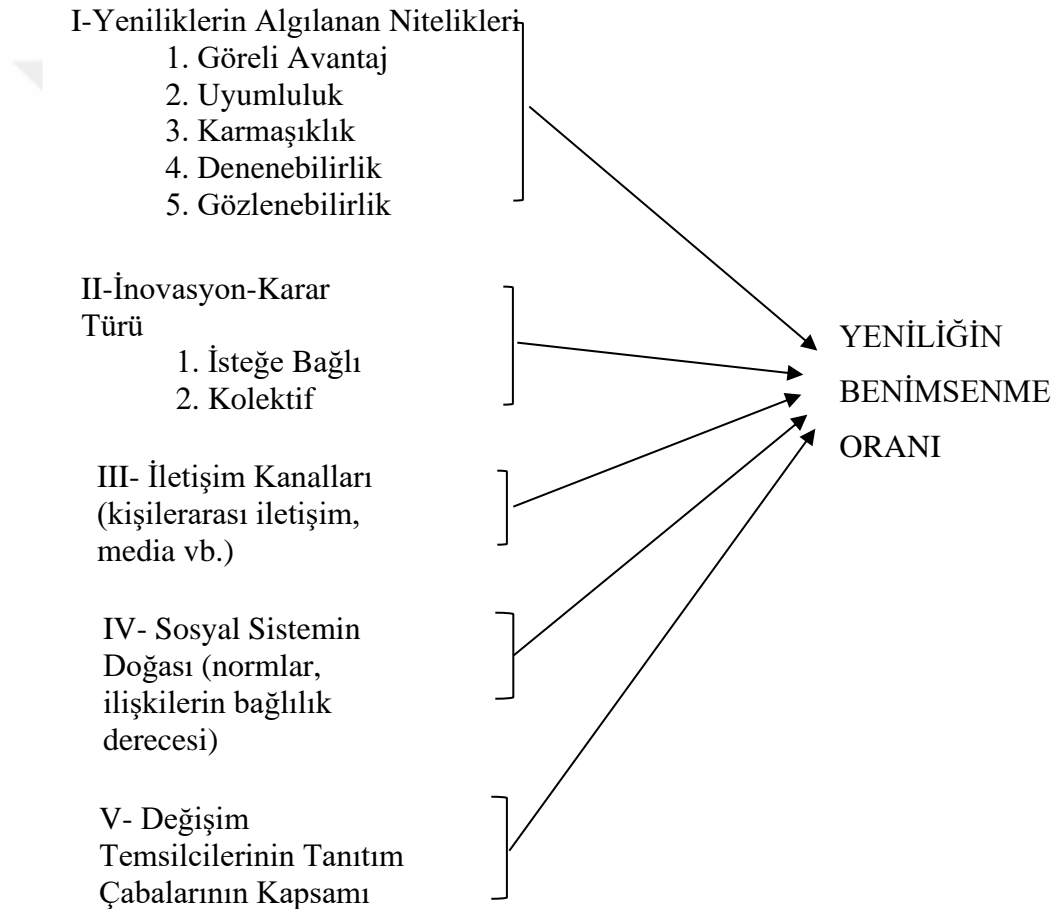 I-Yeniliklerin Algılanan Nitelikleri
1. Göreli Avantaj
2. Uyumluluk
3. Karmaşıklık
4. Denenebilirlik
5. Gözlenebilirlik
II-İnovasyon-Karar
Türü
1. İsteğe Bağlı
2. Kolektif
III- İletişim Kanalları
(kişilerarası iletişim,
media vb.)
IV- Sosyal Sistemin
Doğası (normlar,
ilişkilerin bağlılık
derecesi)
V- Değişim
Temsilcilerinin Tanıtım
Çabalarının Kapsamı
YENİLİĞİN
BENİMSENME
ORANI